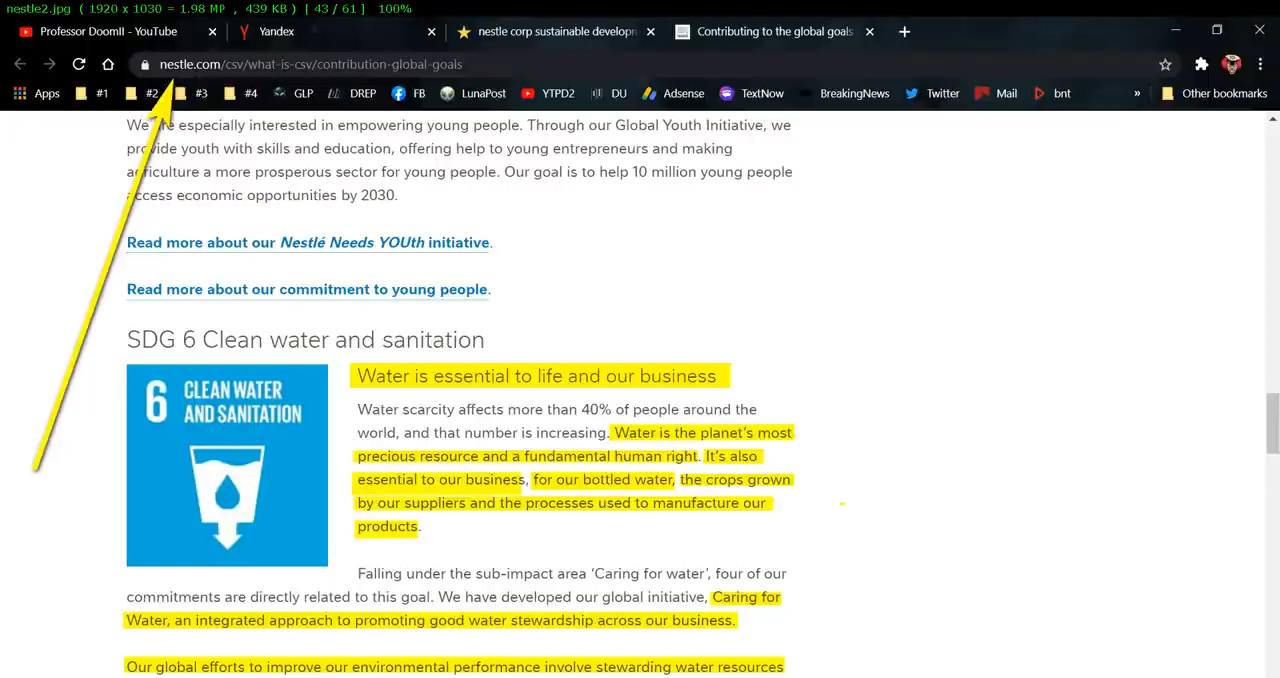 nestle2.jpg ( 1920 x 1030 = 1.98 MP , 439 KB ) [ 43 / 61 ] 100%
Professor DoomII - YouTube
Yandex
nestle corp sustainable developn
Contributing to the global goals
nestle.com/csv/what-is-csv/contribution-global-goals
Apps #1 #2 #3 #4 GLP DREP FB LunaPost YTPD2 DU Adsense TextNow BreakingNews Twitter Mail bnt » Other bookmarks
We are especially interested in empowering young people. Through our Global Youth Initiative, we
provide youth with skills and education, offering help to young entrepreneurs and making
agriculture a more prosperous sector for young people. Our goal is to help 10 million young people
access economic opportunities by 2030.
Read more about our Nestlé Needs YOUth initiative.
Read more about our commitment to young people.
SDG 6 Clean water and sanitation
6 CLEAN WATER
AND SANITATION
Water is essential to life and our business
Water scarcity affects more than 40% of people around the
world, and that number is increasing. Water is the planet’s most
precious resource and a fundamental human right. It’s also
essential to our business, for our bottled water, the crops grown
by our suppliers and the processes used to manufacture our
products.
Falling under the sub-impact area ‘Caring for water’, four of our
commitments are directly related to this goal. We have developed our global initiative, Caring for
Water, an integrated approach to promoting good water stewardship across our business.
Our global efforts to improve our environmental performance involve stewarding water resources